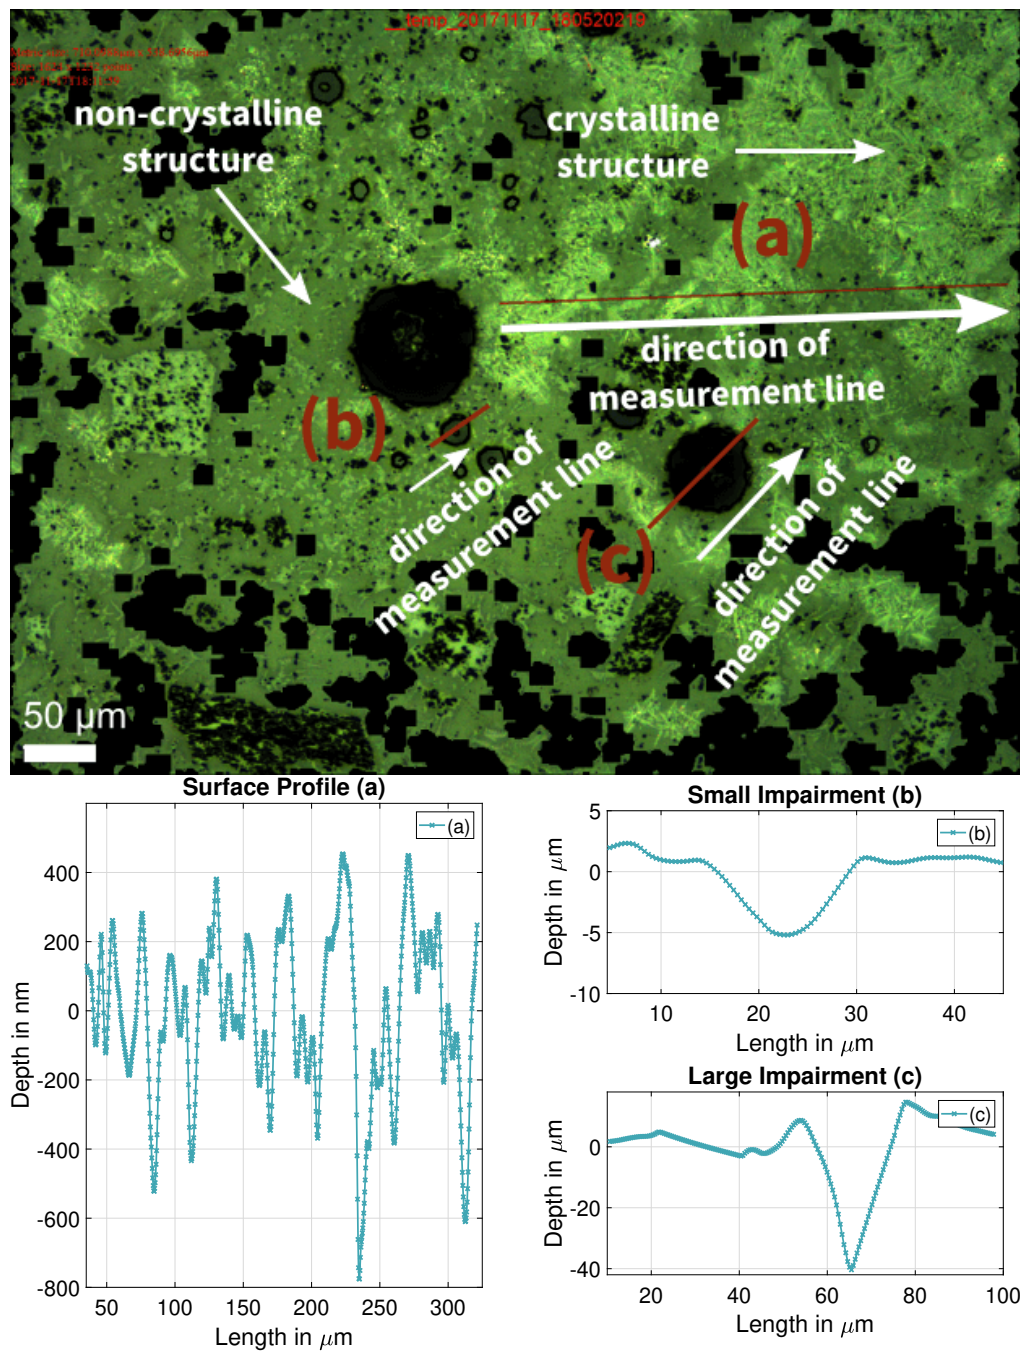 __temp_20171117_180520219
non-crystalline
structure
crystalline
structure
(a)
direction of
measurement line
(b)
direction of
measurement line
(c)
direction of
measurement line
50 µm
Surface Profile (a)
(a)
400
200
0
-200
-400
-600
-800
50 100 150 200 250 300
Depth in nm
Length in µm
Small Impairment (b)
(b)
5
0
-5
-10
10 20 30 40
Depth in µm
Length in µm
Large Impairment (c)
(c)
0
-20
-40
20 40 60 80 100
Depth in µm
Length in µm